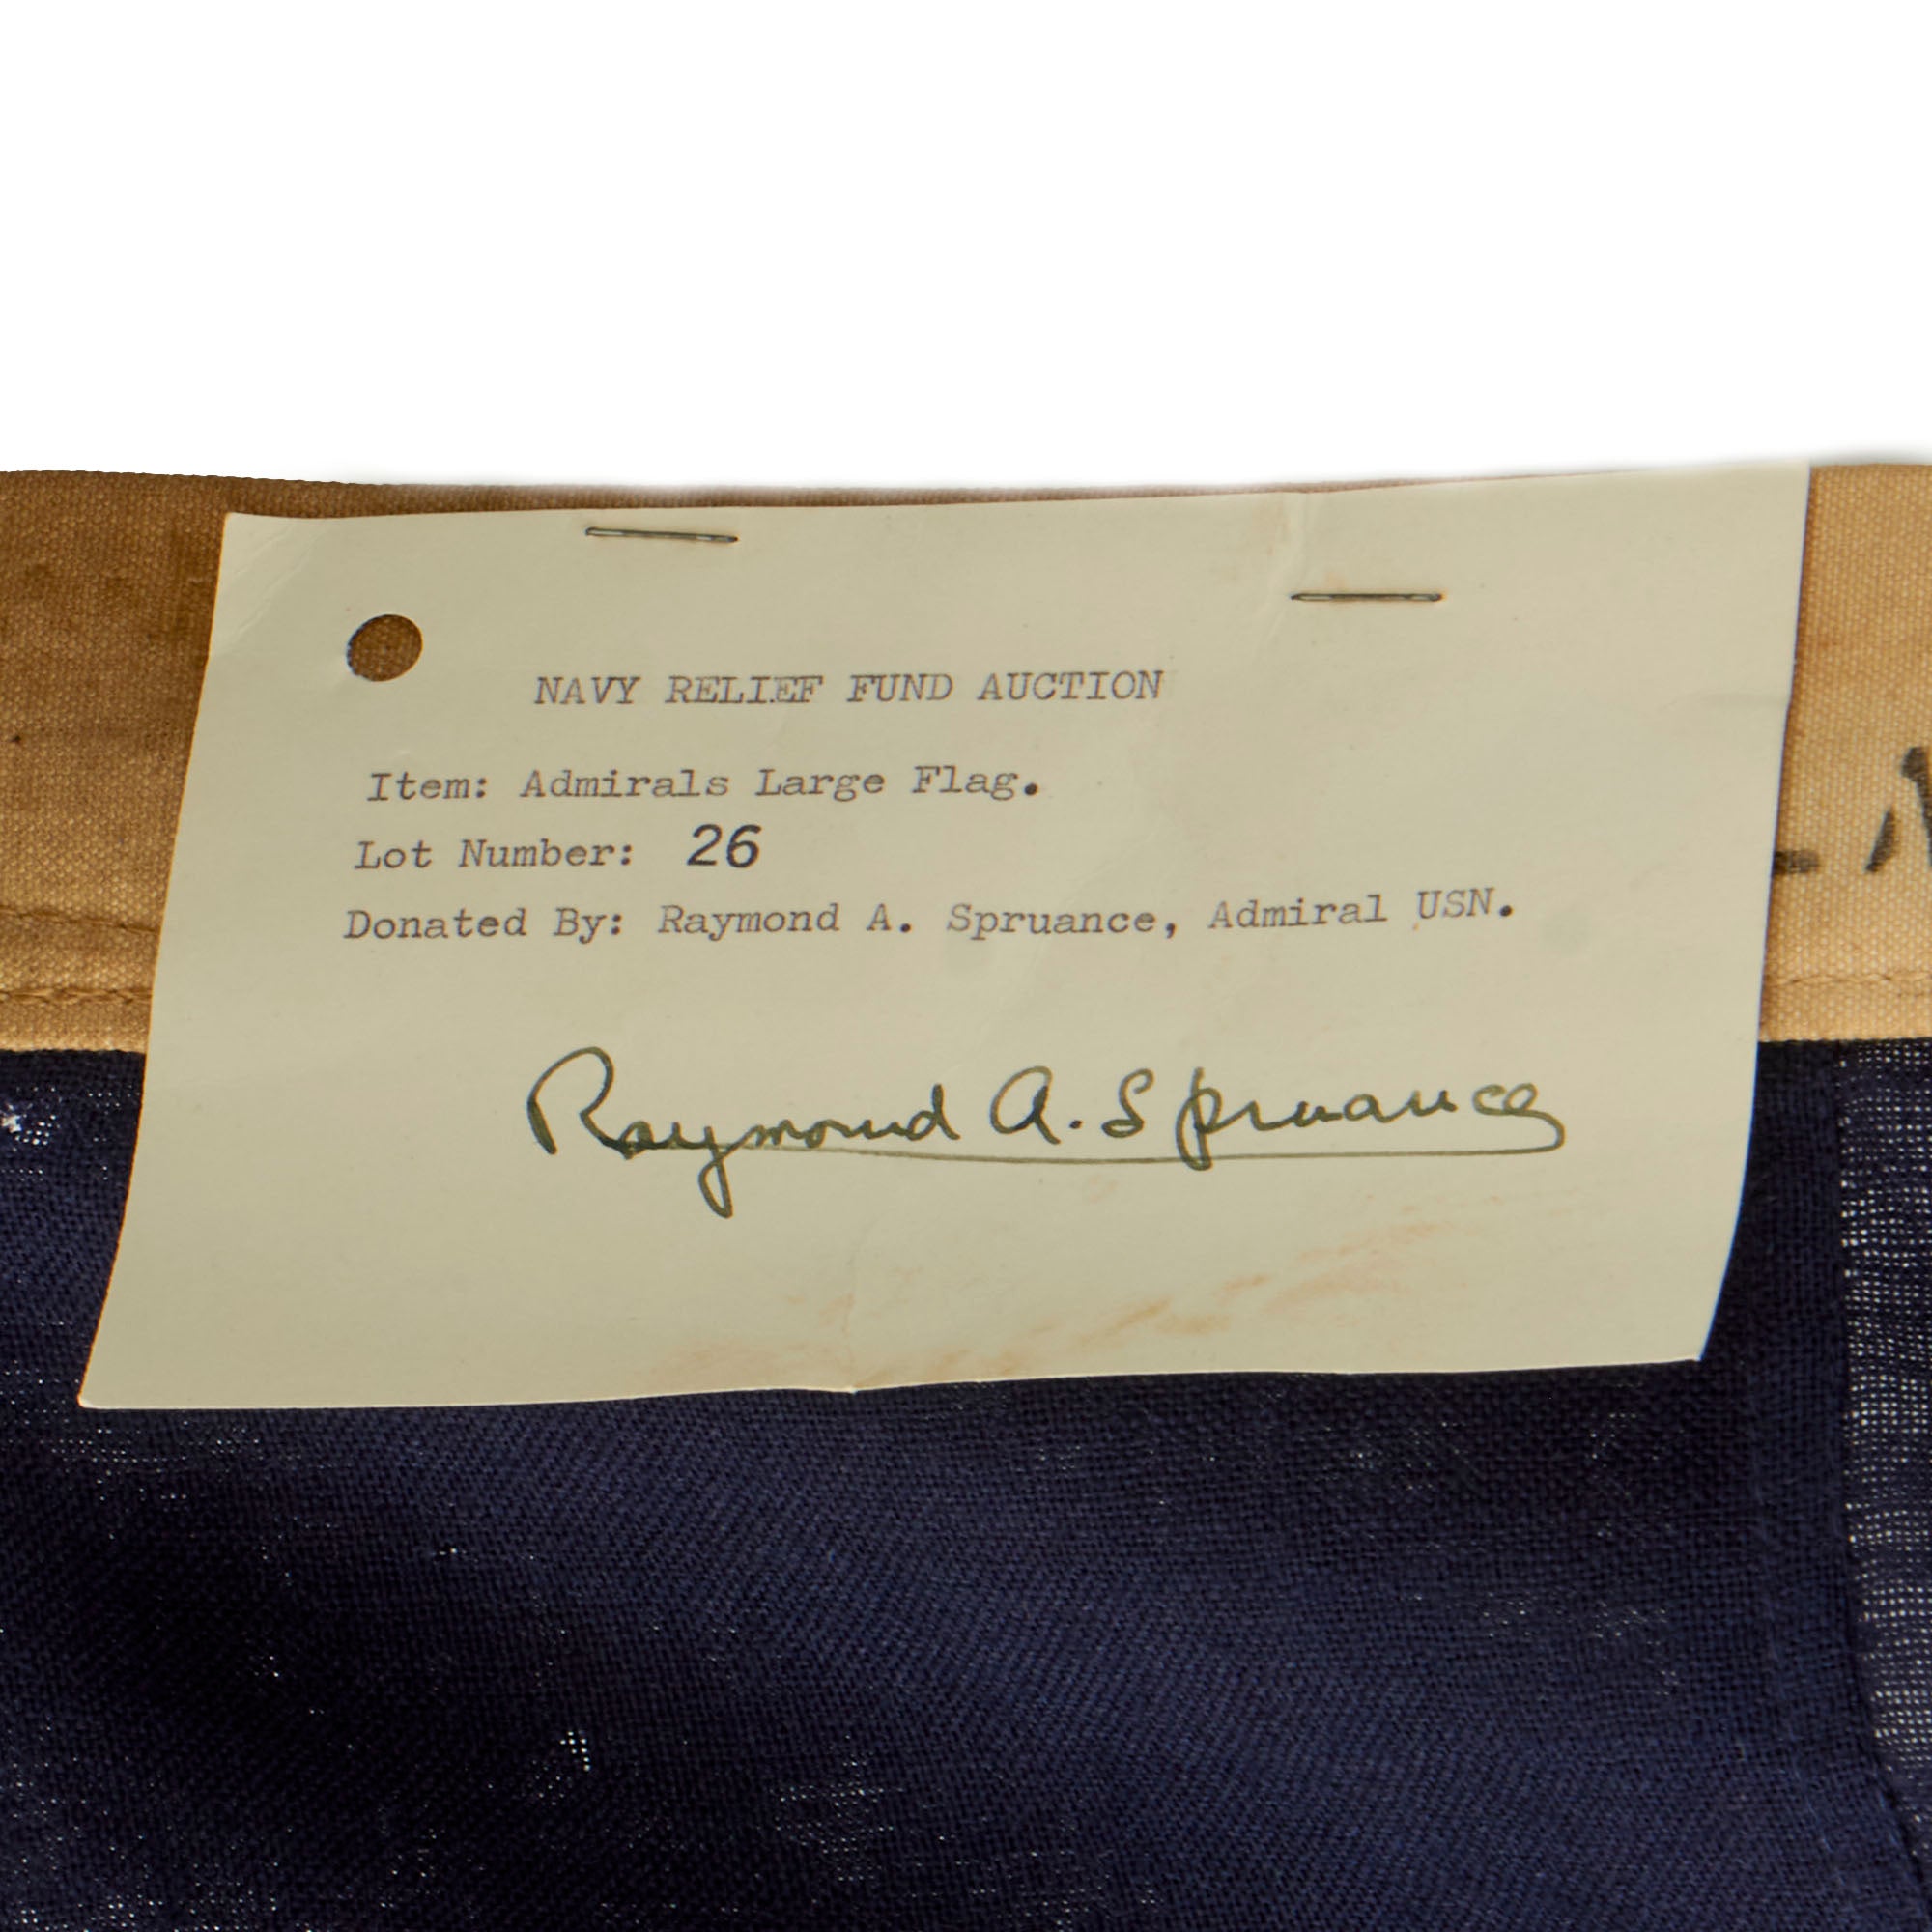 NAVY RELIEF FUND AUCTION
Item: Admirals Large Flag.
Lot Number: 26
Donated By: Raymond A. Spruance, Admiral USN.
Raymond A. Spruance